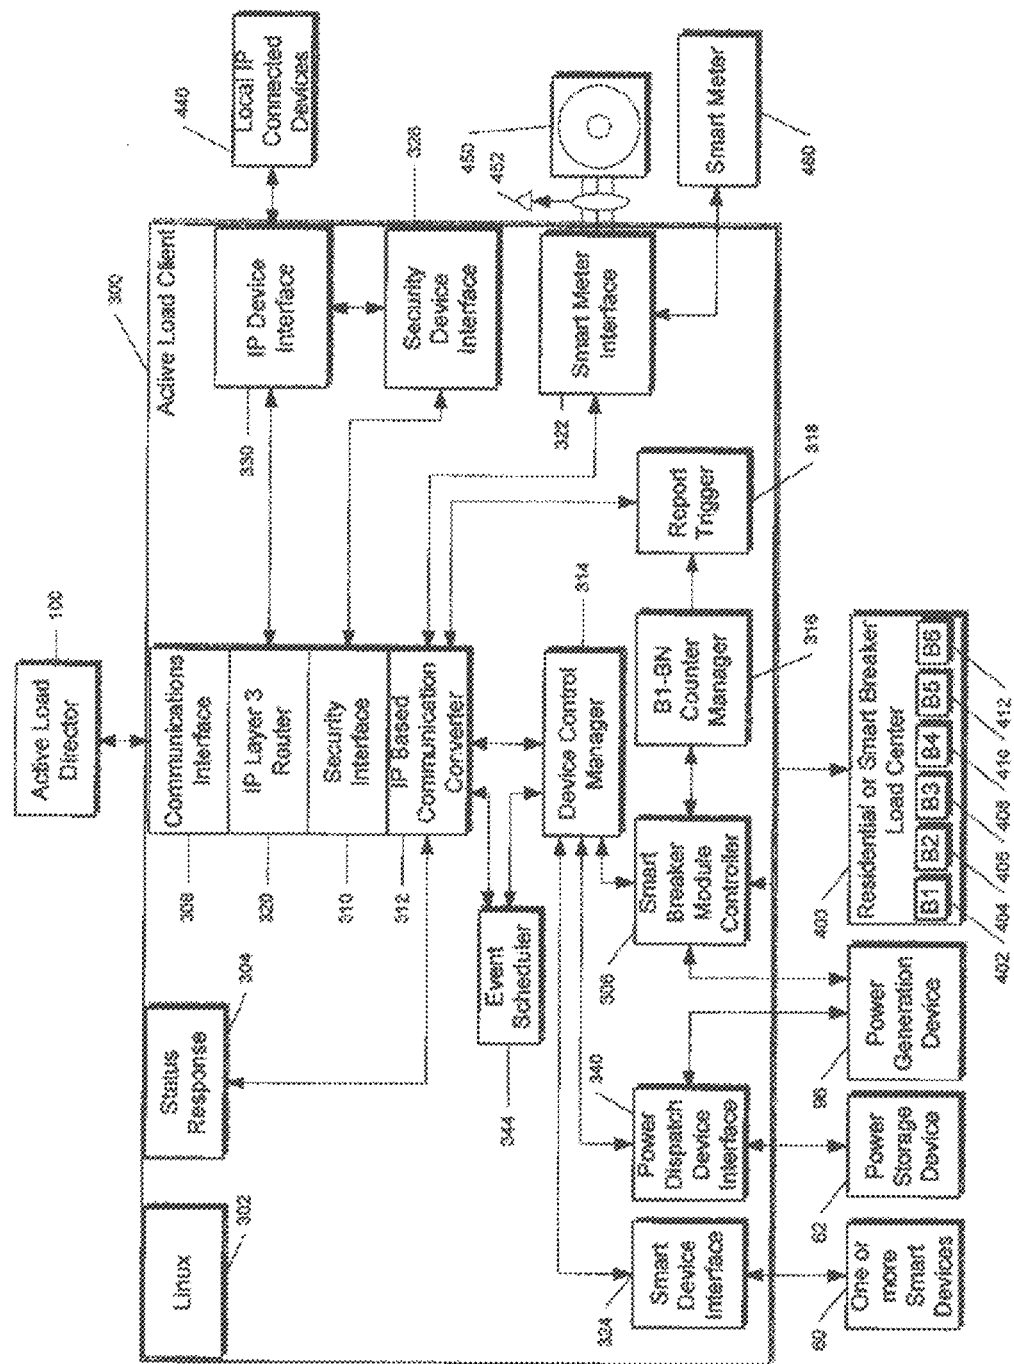 Active Load
Director
100
Active Load Client
300
Linux
302
Status
Response
304
Communications
Interface
308
IP Layer 3
Router
320
Security
Interface
310
IP Based
Communication
Converter
312
IP Device
Interface
330
Local IP
Connected
Devices
440
Security
Device
Interface
328
Smart Meter
Interface
322
450
452
Smart Meter
460
Event
Scheduler
344
Device Control
Manager
314
Report
Trigger
318
B1-BN
Counter
Manager
316
Smart
Breaker
Module
Controller
306
Power
Dispatch
Device
Interface
340
Smart
Device
Interface
324
One or
more
Smart
Devices
60
Power
Storage
Device
62
Power
Generation
Device
96
Residential or Smart Breaker
Load Center
400
B1 B2 B3 B4 B5 B6
402
404
406
408
410
412